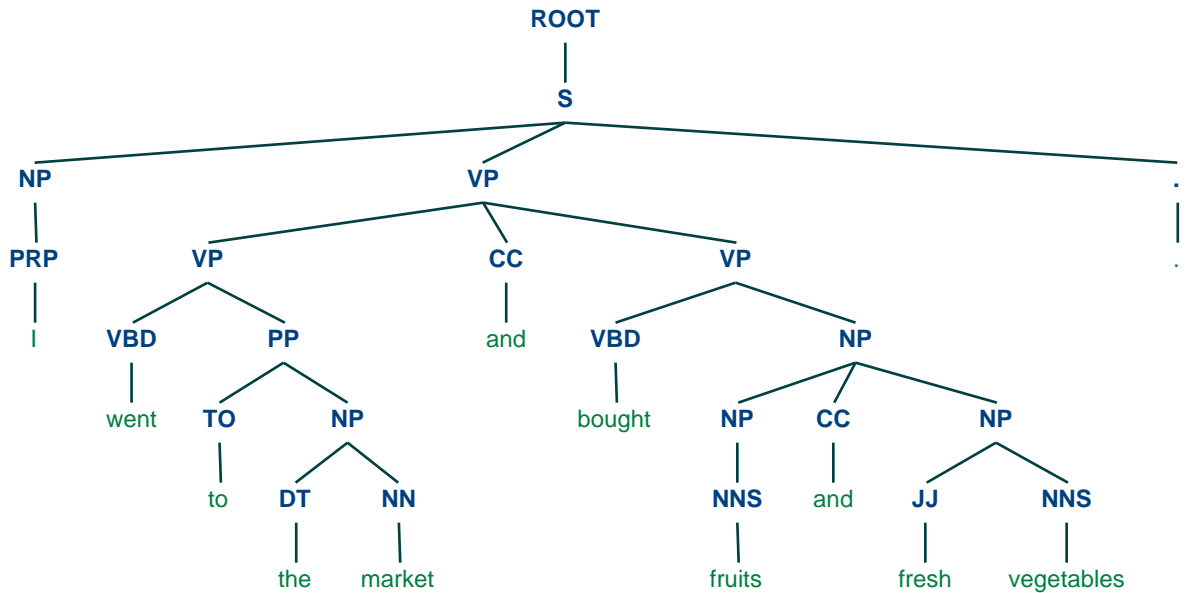 ROOT
S
NP VP .
PRP VP CC VP .
I VBD PP and VBD NP
went TO NP bought NP CC NP
to DT NN NNS and JJ NNS
the market fruits fresh vegetables